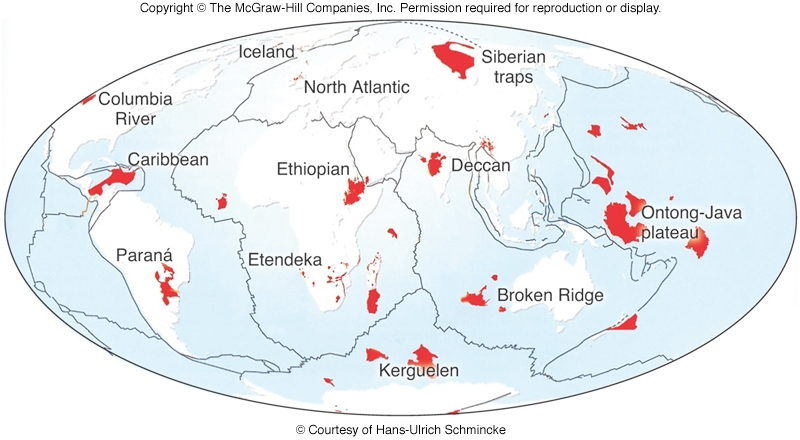 Copyright © The McGraw-Hill Companies, Inc. Permission required for reproduction or display.
Iceland
Siberian
traps
North Atlantic
Columbia
River
Caribbean
Ethiopian
Deccan
Ontong-Java
plateau
Paraná
Etendeka
Broken Ridge
Kerguelen
© Courtesy of Hans-Ulrich Schmincke